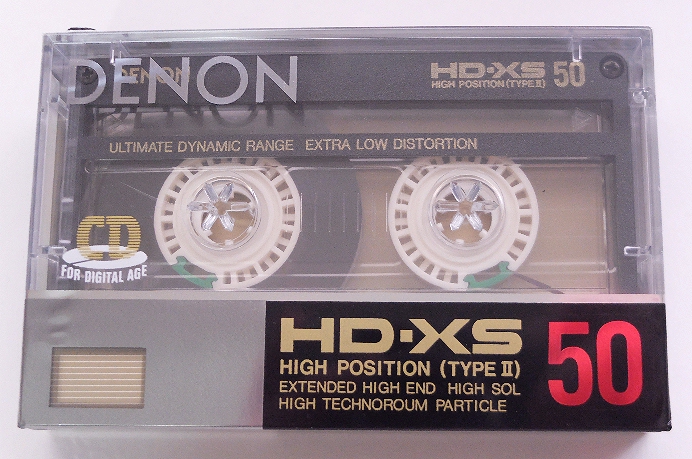 DENON
DENON
HD·XS 50
HIGH POSITION (TYPE II)
ULTIMATE DYNAMIC RANGE EXTRA LOW DISTORTION
CD
FOR DIGITAL AGE
HD·XS 50
HIGH POSITION (TYPE II)
EXTENDED HIGH END HIGH SOL
HIGH TECHNOROUM PARTICLE